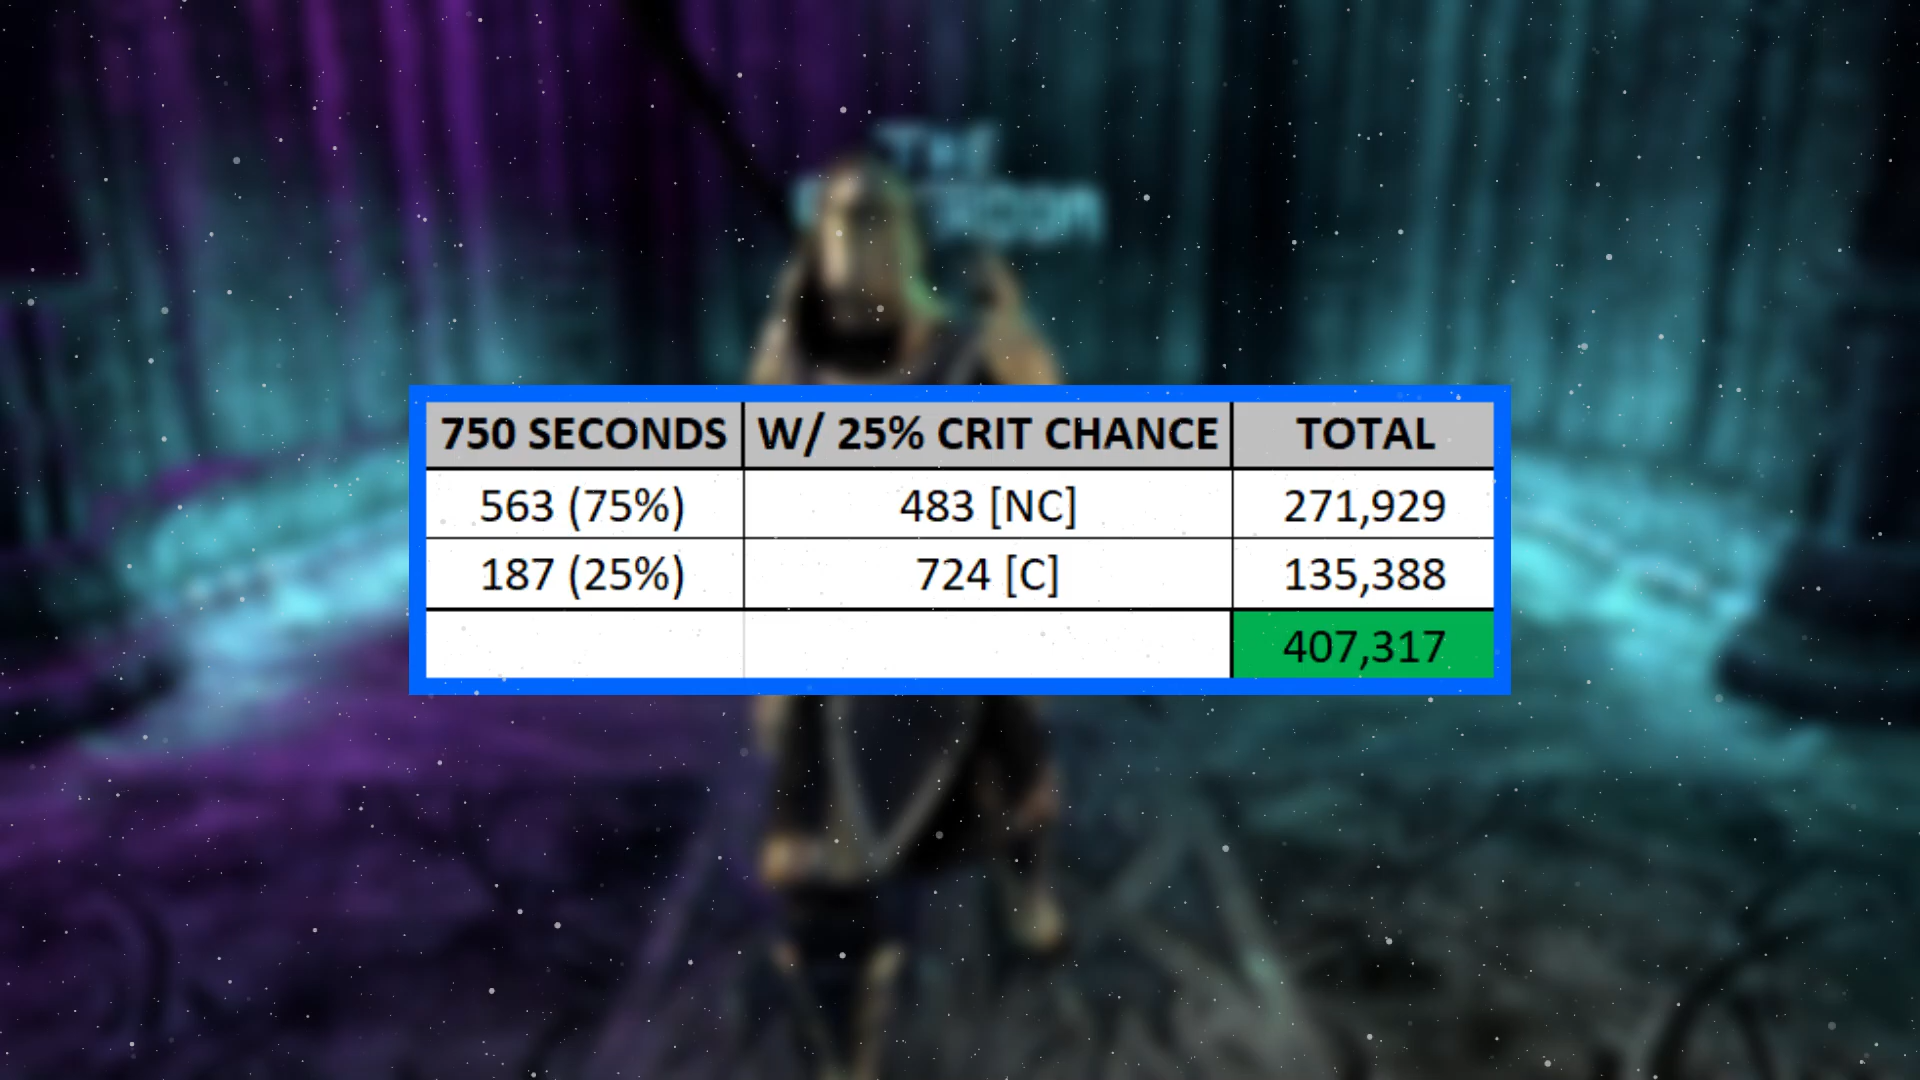 THE
750 SECONDS W/ 25% CRIT CHANCE TOTAL
563 (75%) 483 [NC] 271,929
187 (25%) 724 [C] 135,388
407,317